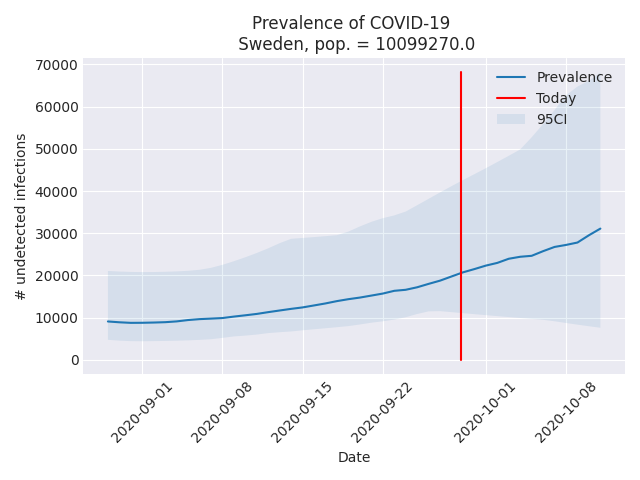 Prevalence of COVID-19
Sweden, pop. = 10099270.0
70000
60000
50000
40000
30000
20000
10000
0
# undetected infections
Prevalence
Today
95CI
2020-09-01
2020-09-08
2020-09-15
2020-09-22
2020-10-01
2020-10-08
Date